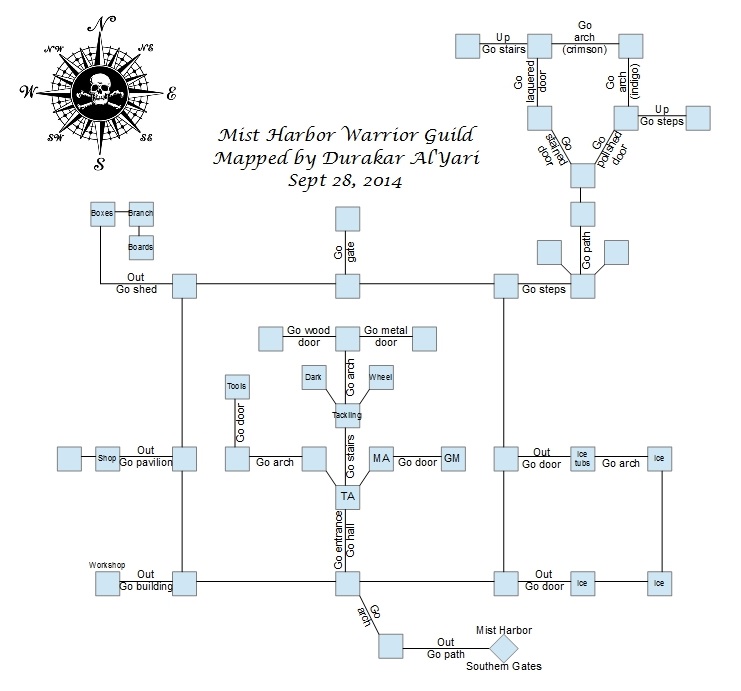 N
NW
NE
W
E
SW
SE
S
Mist Harbor Warrior Guild
Mapped by Durakar Al'Yari
Sept 28, 2014
Up
Go stairs
Go
arch
(crimson)
Go
laquered
door
Go
arch
(indigo)
Up
Go steps
Go
stained
door
Go
polished
door
Boxes
Branch
Boards
Go
gate
Go path
Out
Go shed
Go steps
Go wood
door
Go metal
door
Go arch
Dark
Wheel
Tools
Tackling
Go door
Go stairs
Shop
Out
Go pavilion
Go arch
MA
Go door
GM
Out
Go door
Ice
tubs
Go arch
Ice
TA
Go entrance
Go hall
Workshop
Out
Go building
Out
Go door
Ice
Ice
Go
arch
Out
Go path
Mist Harbor
Southern Gates